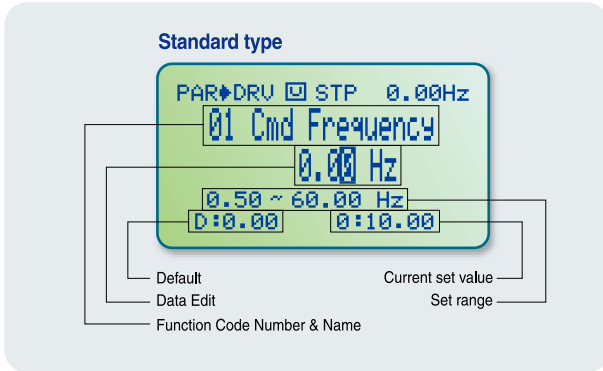 Standard type
PAR♦DRV U STP 0.00Hz
01 Cmd Frequency
0.00 Hz
0.50 ~ 60.00 Hz
D:0.00 0:10.00
Default Current set value
Data Edit Set range
Function Code Number & Name